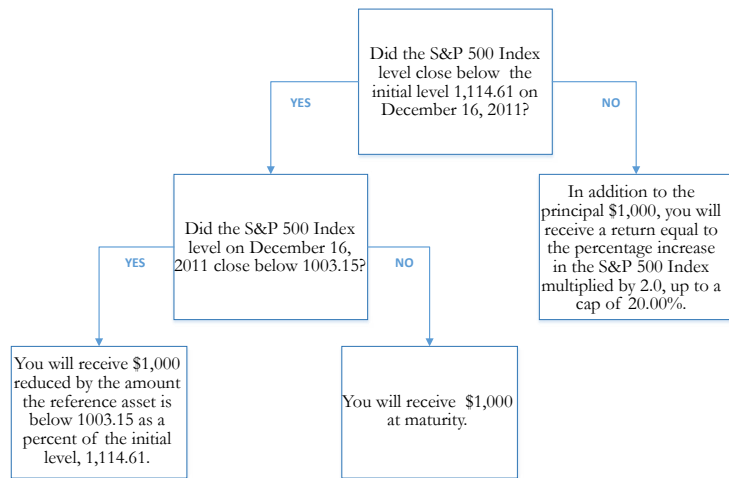 Did the S&P 500 Index
level close below the
initial level 1,114.61 on
December 16, 2011?
YES
NO
Did the S&P 500 Index
level on December 16,
2011 close below 1003.15?
In addition to the
principal $1,000, you will
receive a return equal to
the percentage increase
in the S&P 500 Index
multiplied by 2.0, up to a
cap of 20.00%.
YES
NO
You will receive $1,000
reduced by the amount
the reference asset is
below 1003.15 as a
percent of the initial
level, 1,114.61.
You will receive $1,000
at maturity.